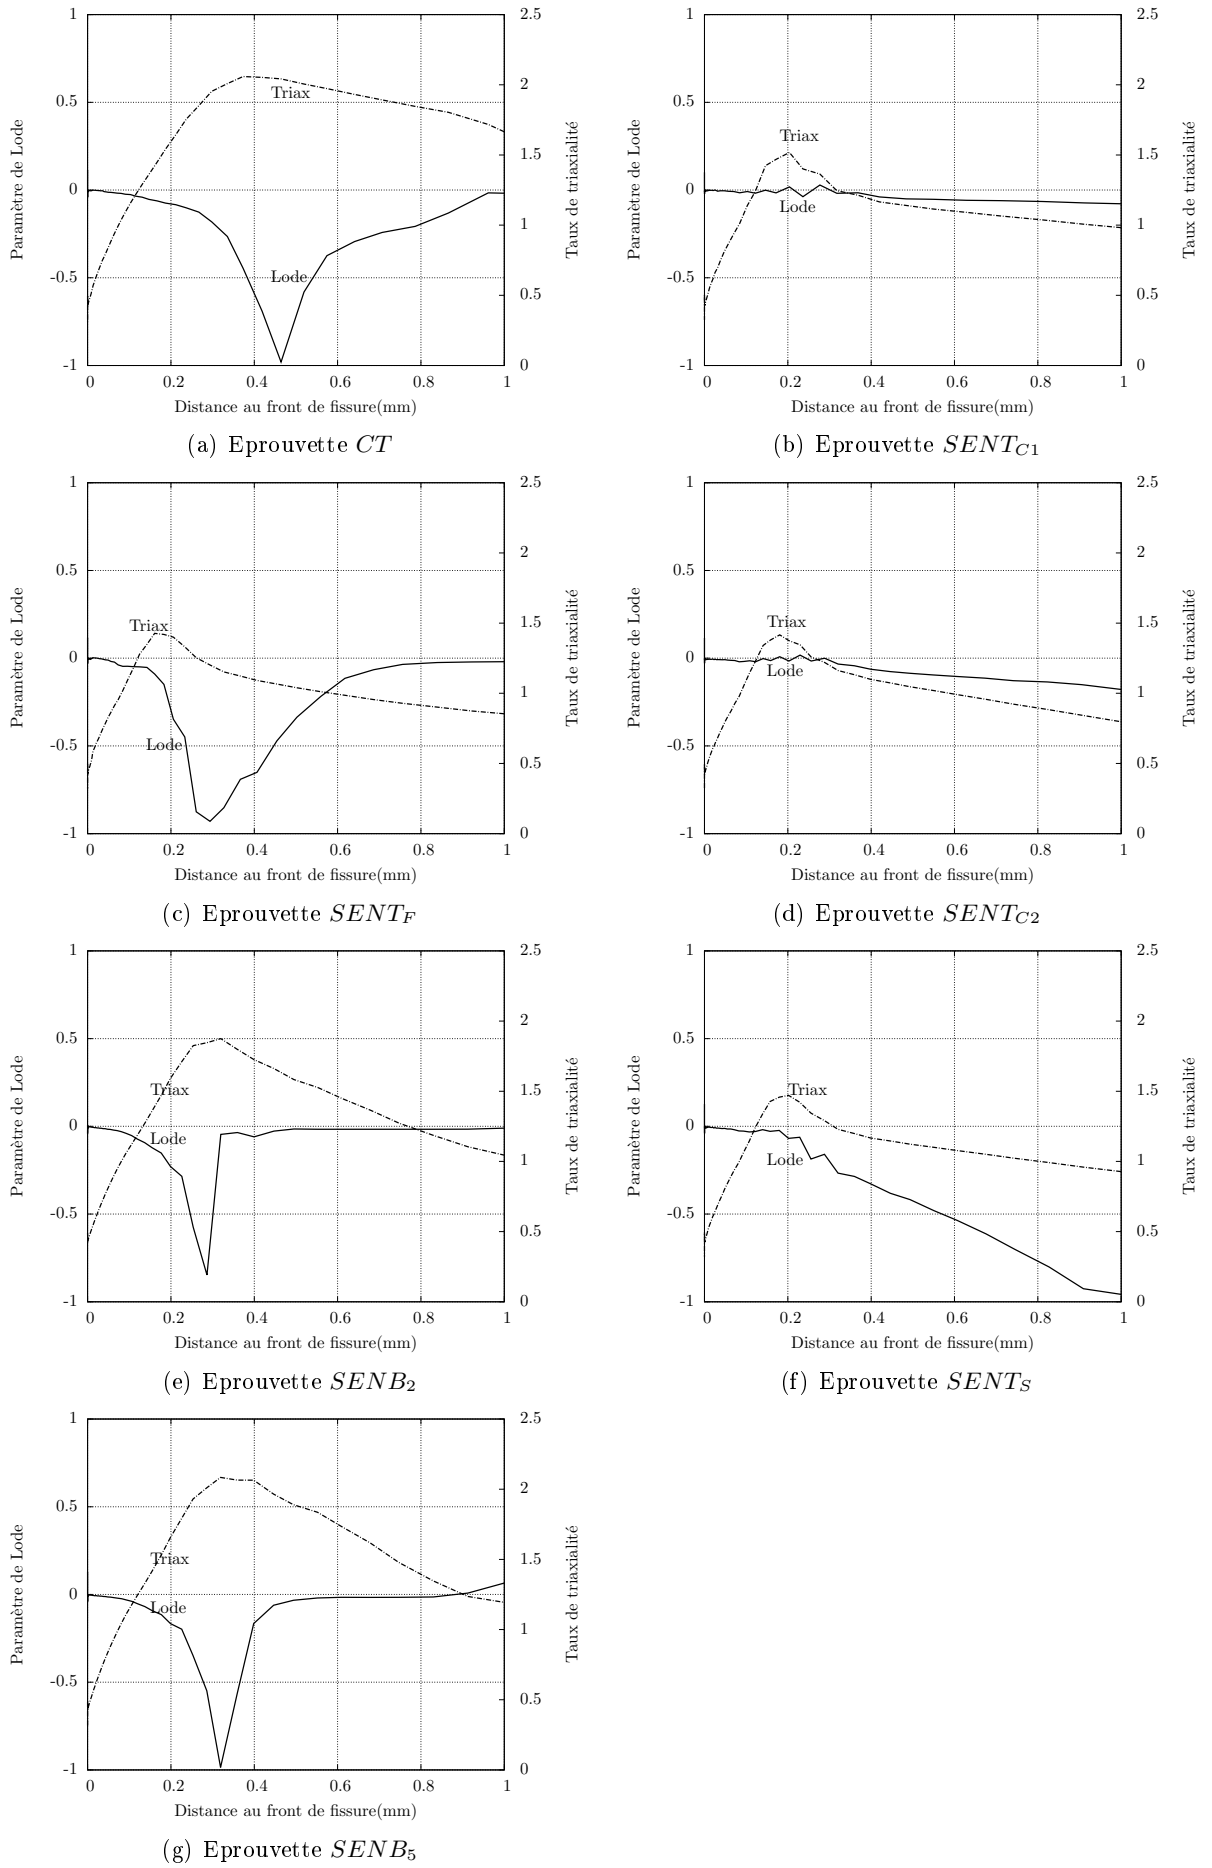 1
0.5
0
-0.5
-1
2.5
2
1.5
1
0.5
0
0 0.2 0.4 0.6 0.8 1
Paramètre de Lode
Taux de triaxialité
Triax
Lode
Distance au front de fissure(mm)
(a) Eprouvette CT
1
0.5
0
-0.5
-1
2.5
2
1.5
1
0.5
0
0 0.2 0.4 0.6 0.8 1
Paramètre de Lode
Taux de triaxialité
Triax
Lode
Distance au front de fissure(mm)
(b) Eprouvette SENT_C1
1
0.5
0
-0.5
-1
2.5
2
1.5
1
0.5
0
0 0.2 0.4 0.6 0.8 1
Paramètre de Lode
Taux de triaxialité
Triax
Lode
Distance au front de fissure(mm)
(c) Eprouvette SENT_F
1
0.5
0
-0.5
-1
2.5
2
1.5
1
0.5
0
0 0.2 0.4 0.6 0.8 1
Paramètre de Lode
Taux de triaxialité
Triax
Lode
Distance au front de fissure(mm)
(d) Eprouvette SENT_C2
1
0.5
0
-0.5
-1
2.5
2
1.5
1
0.5
0
0 0.2 0.4 0.6 0.8 1
Paramètre de Lode
Taux de triaxialité
Triax
Lode
Distance au front de fissure(mm)
(e) Eprouvette SENB_2
1
0.5
0
-0.5
-1
2.5
2
1.5
1
0.5
0
0 0.2 0.4 0.6 0.8 1
Paramètre de Lode
Taux de triaxialité
Triax
Lode
Distance au front de fissure(mm)
(f) Eprouvette SENT_S
1
0.5
0
-0.5
-1
2.5
2
1.5
1
0.5
0
0 0.2 0.4 0.6 0.8 1
Paramètre de Lode
Taux de triaxialité
Triax
Lode
Distance au front de fissure(mm)
(g) Eprouvette SENB_5